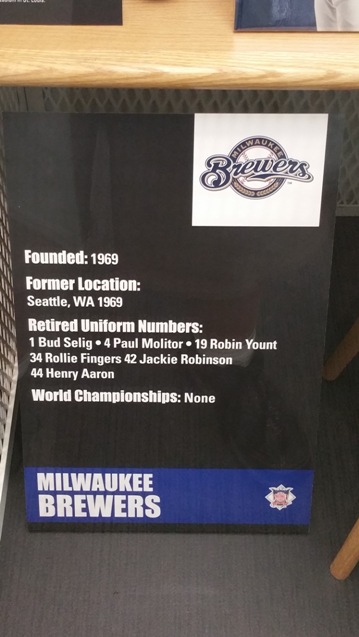 MILWAUKEE
Brewers
Founded: 1969
Former Location:
Seattle, WA 1969
Retired Uniform Numbers:
1 Bud Selig • 4 Paul Molitor • 19 Robin Yount
34 Rollie Fingers 42 Jackie Robinson
44 Henry Aaron
World Championships: None
MILWAUKEE
BREWERS